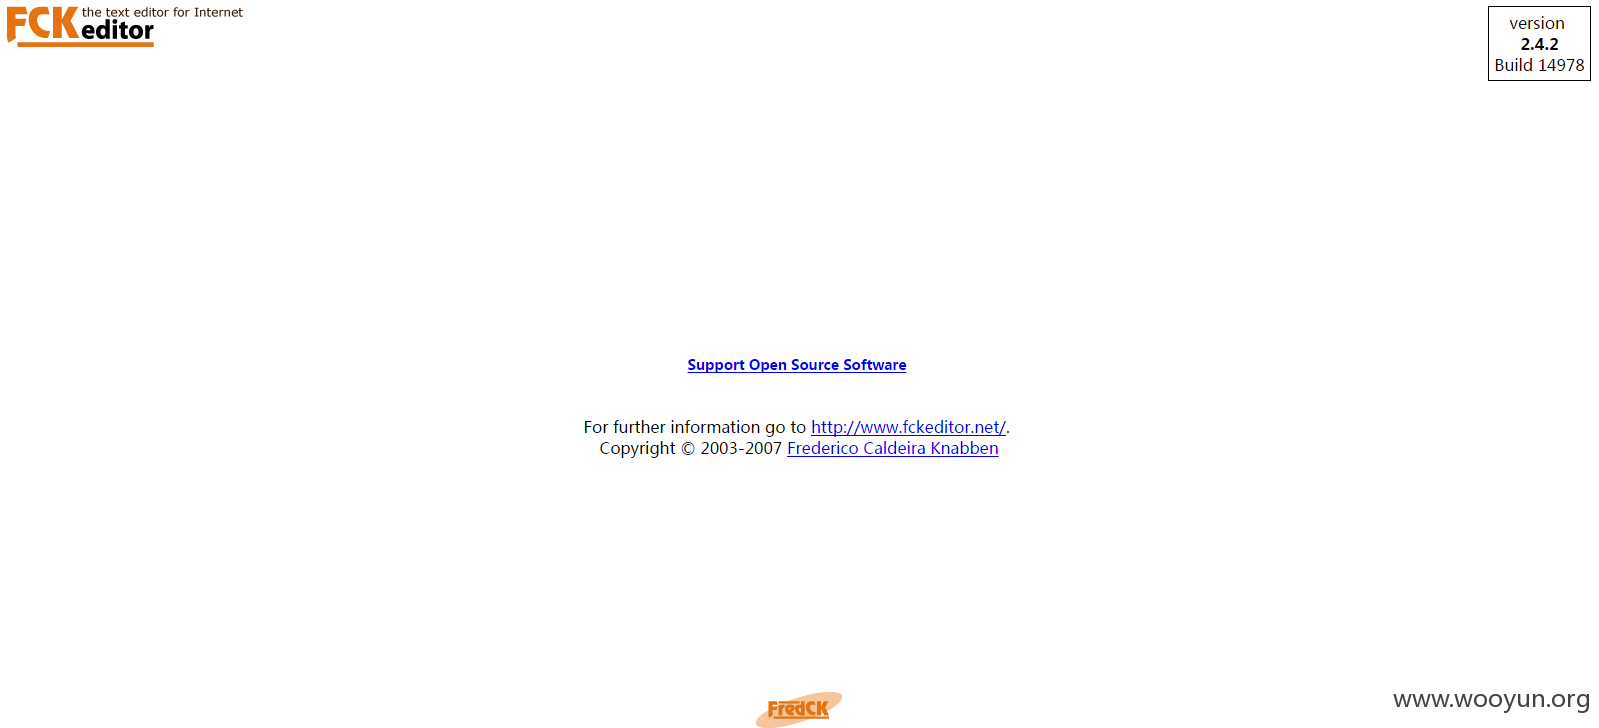 FCKeditor the text editor for Internet
version
2.4.2
Build 14978
Support Open Source Software
For further information go to http://www.fckeditor.net/.
Copyright © 2003-2007 Frederico Caldeira Knabben
FredCK
www.wooyun.org